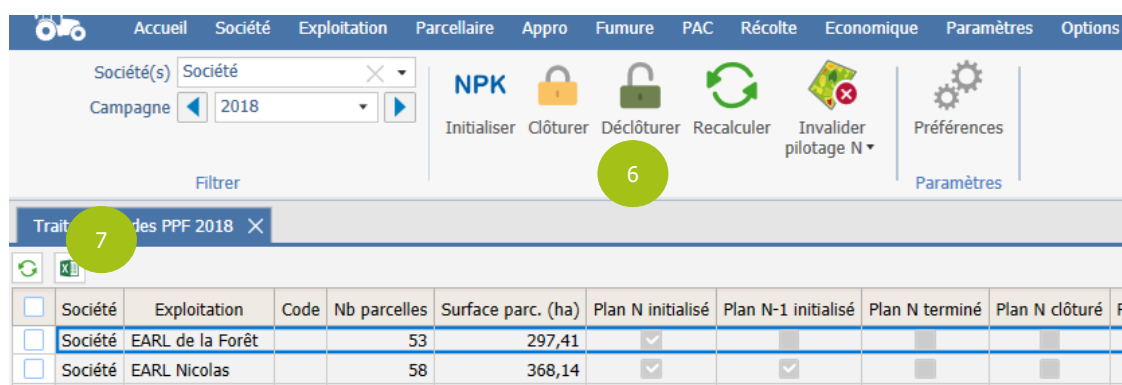 Accueil Société Exploitation Parcellaire Appro Fumure PAC Récolte Economique Paramètres Options
Société(s) Société
Campagne 2018
Filtrer
NPK
Initialiser Clôturer Déclôturer Recalculer Invalider pilotage N Préférences
6
Paramètres
des PPF 2018
7
Société Exploitation Code Nb parcelles Surface parc. (ha) Plan N initialisé Plan N-1 initialisé Plan N terminé Plan N clôturé
Société EARL de la Forêt 53 297,41
Société EARL Nicolas 58 368,14